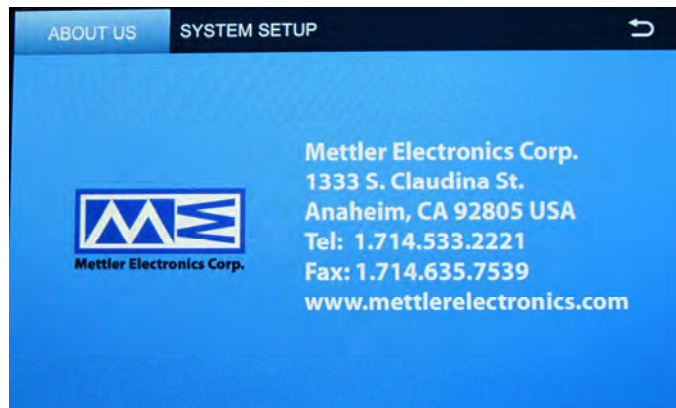 ABOUT US
SYSTEM SETUP
Mettler Electronics Corp.
1333 S. Claudina St.
Anaheim, CA 92805 USA
Tel: 1.714.533.2221
Fax: 1.714.635.7539
www.mettlerelectronics.com
ME
Mettler Electronics Corp.